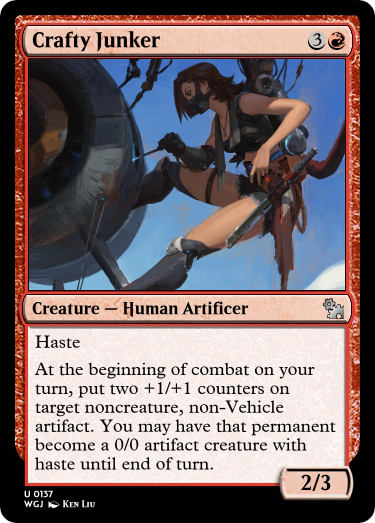 Crafty Junker 3
Creature — Human Artificer
Haste
At the beginning of combat on your
turn, put two +1/+1 counters on
target noncreature, non-Vehicle
artifact. You may have that permanent
become a 0/0 artifact creature with
haste until end of turn.
2/3
U 0137
WGJ Ken Liu